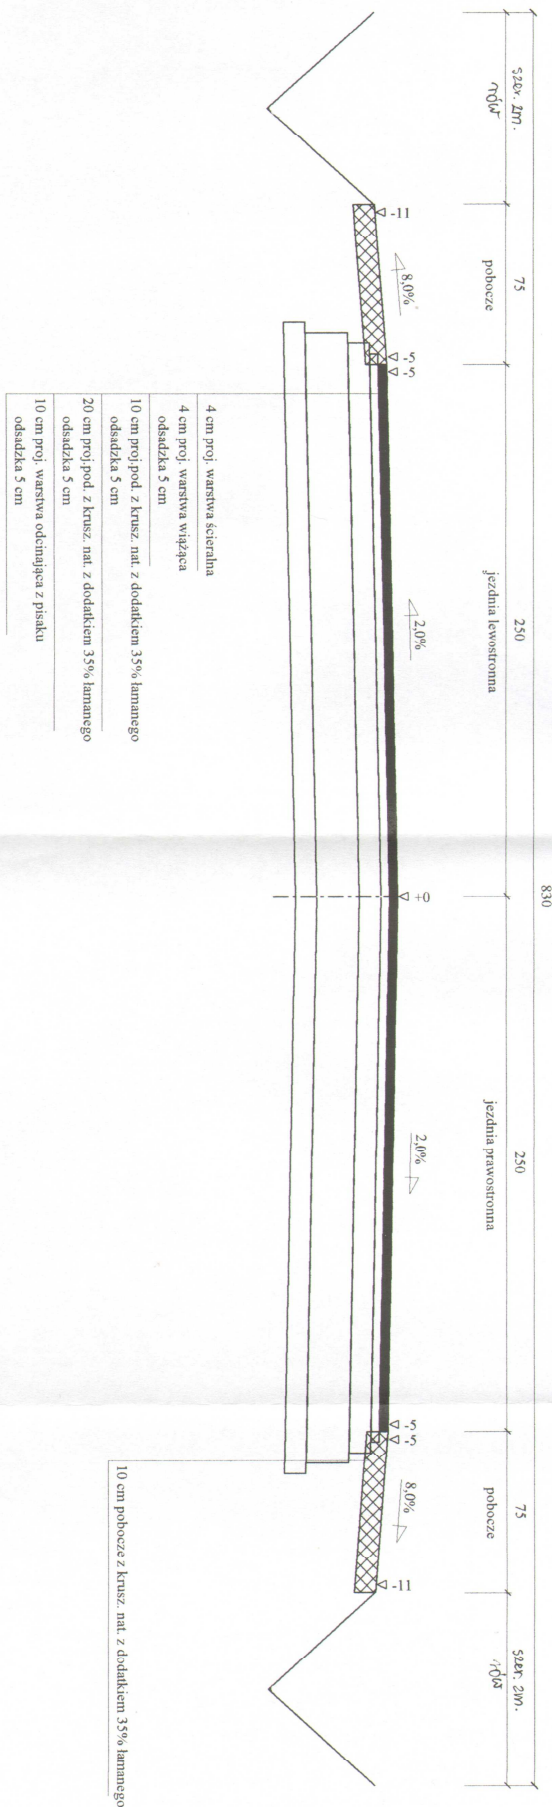 830
szer. 2m.
rów
75
pobocze
250
jezdnia lewostronna
250
jezdnia prawostronna
75
pobocze
szer. 2m.
rów
-11
8,0%
-5
-5
2,0%
+0
2,0%
-5
-5
8,0%
-11
4 cm proj. warstwa ścieralna
4 cm proj. warstwa wiążąca
odsadzka 5 cm
10 cm proj.pod. z krusz. nat. z dodatkiem 35% łamanego
odsadzka 5 cm
20 cm proj.pod. z krusz. nat. z dodatkiem 35% łamanego
odsadzka 5 cm
10 cm proj. warstwa odcinająca z pisaku
odsadzka 5 cm
10 cm pobocze z krusz. nat. z dodatkiem 35% łamanego